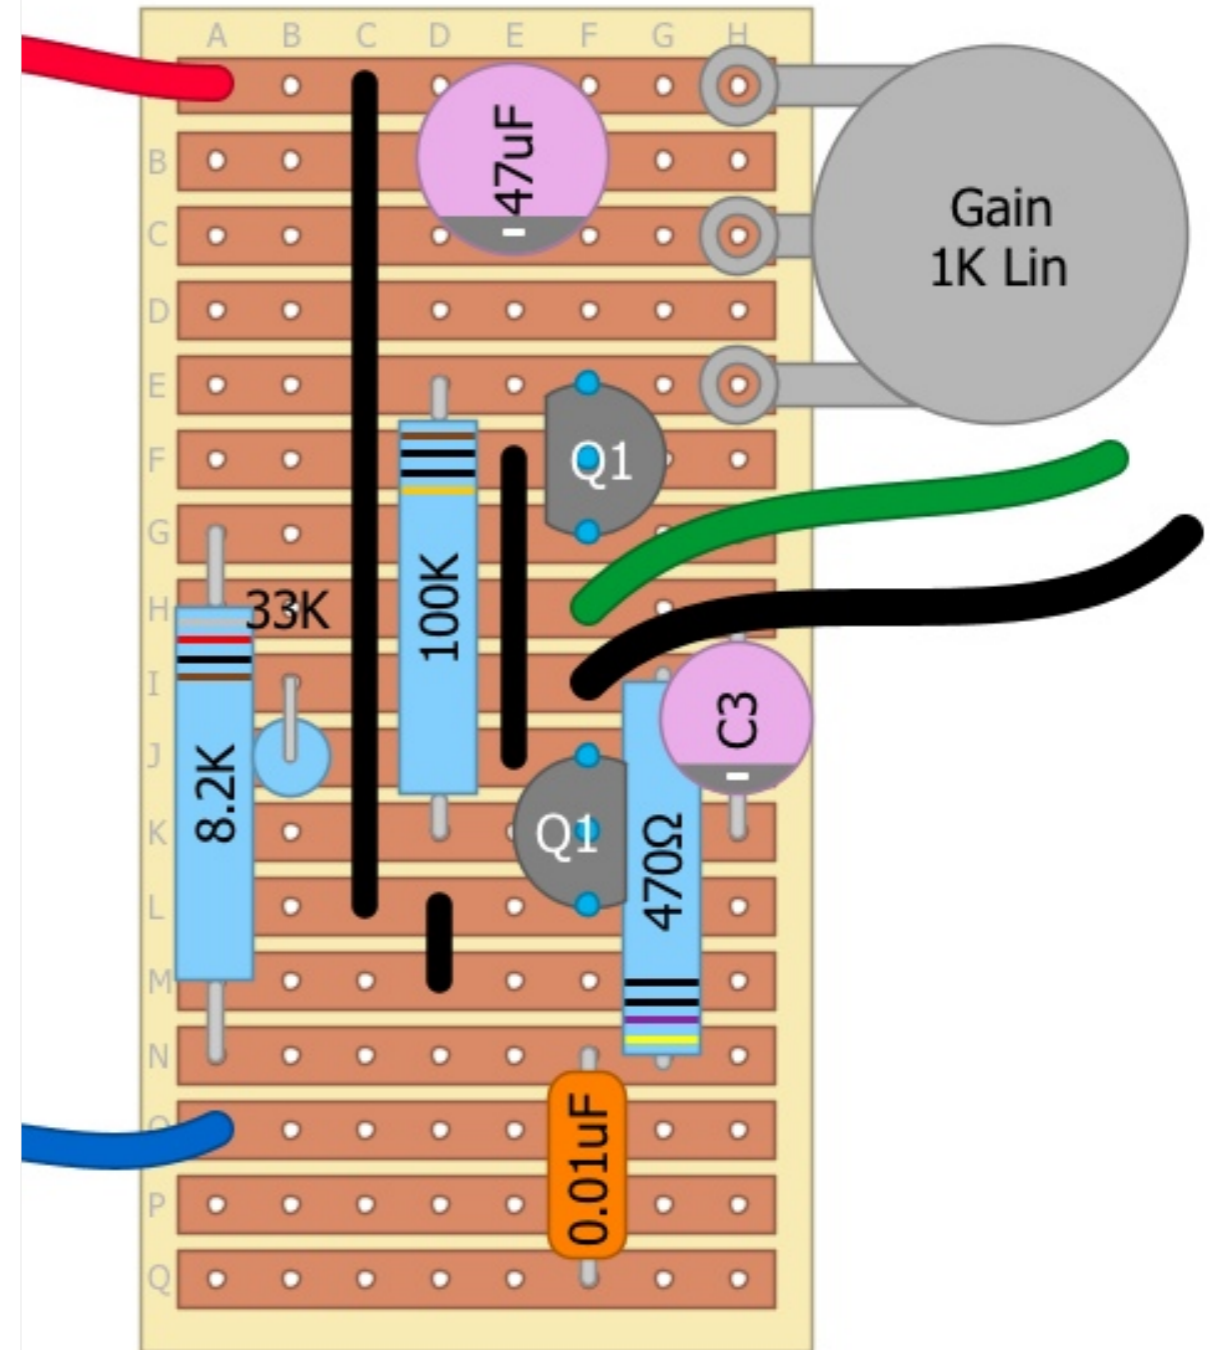 A B C D E F G H
47uF
-
B
C
D
E
F
G
H
I
J
K
L
M
N
O
P
Q
Gain
1K Lin
Q1
33K
100K
8.2K
C3
-
Q1
470Ω
0.01uF